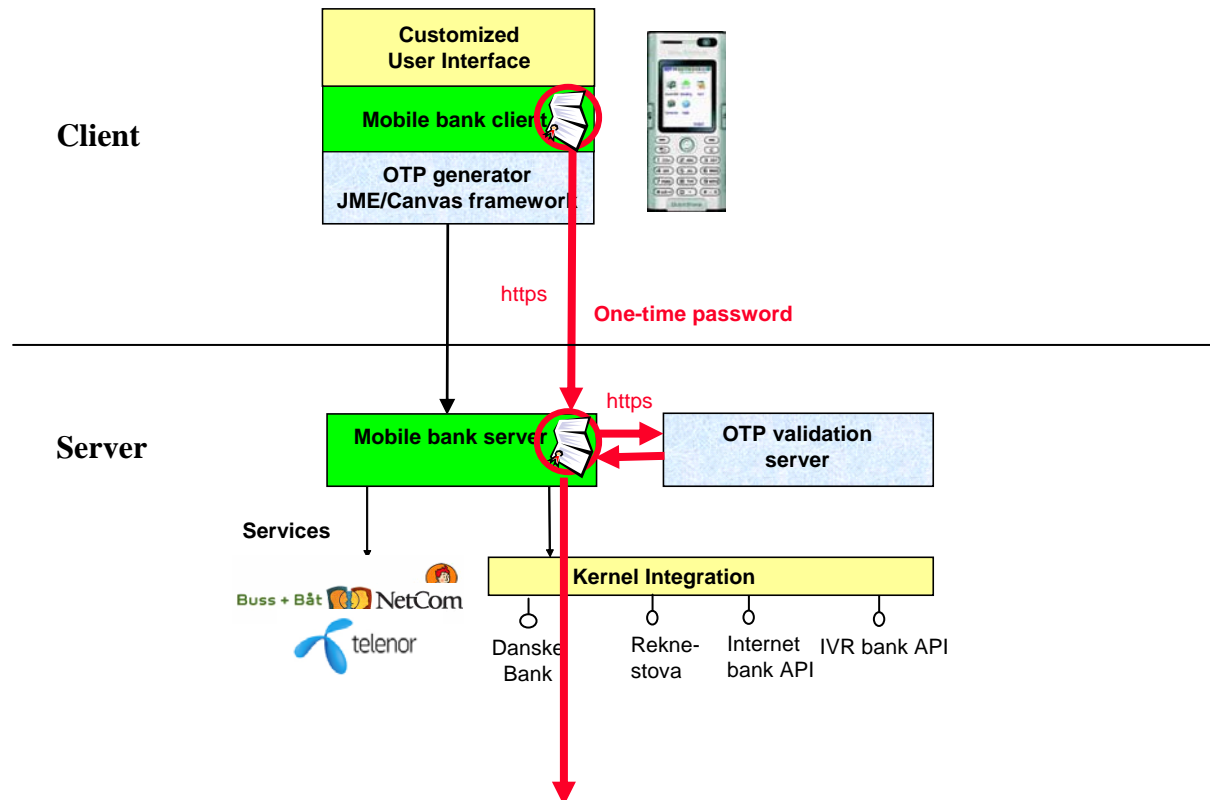 Customized
User Interface
Client
Mobile bank client
OTP generator
JME/Canvas framework
https
One-time password
https
Server
Mobile bank server
OTP validation
server
Services
Kernel Integration
Buss + Båt
NetCom
telenor
Danske
Bank
Rekne-
stova
Internet
bank API
IVR bank API